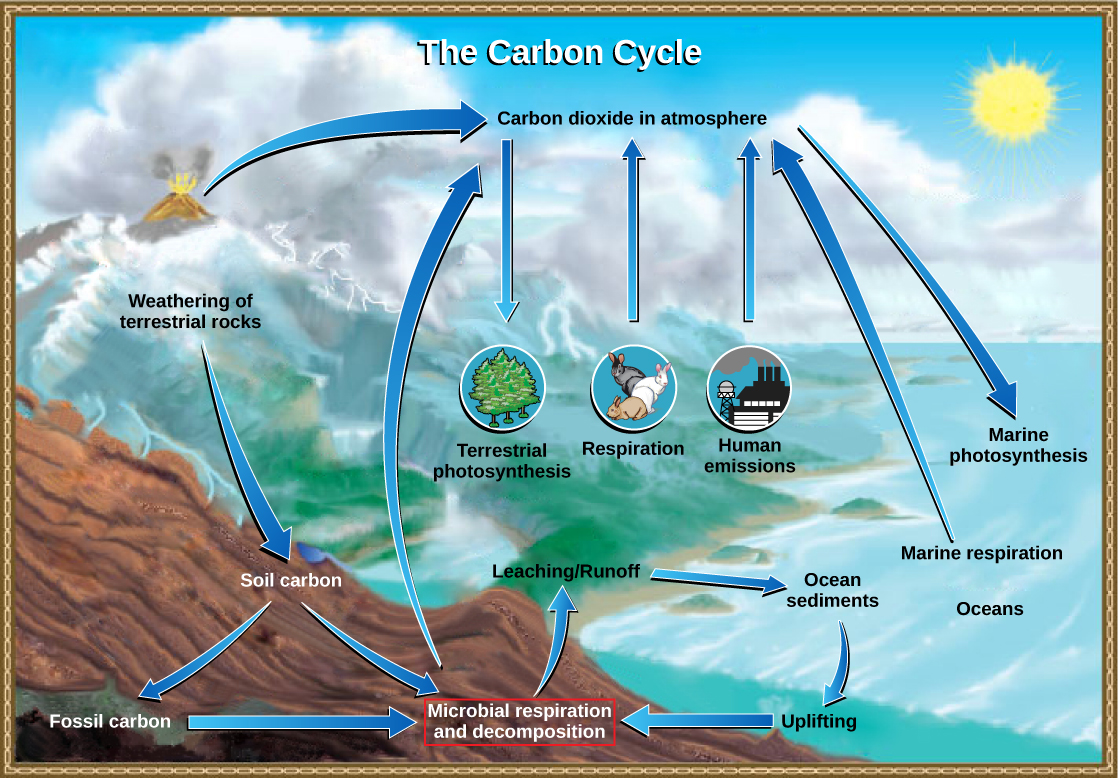 The Carbon Cycle
Carbon dioxide in atmosphere
Weathering of
terrestrial rocks
Terrestrial
photosynthesis
Respiration
Human
emissions
Marine
photosynthesis
Marine respiration
Soil carbon
Leaching/Runoff
Ocean
sediments
Oceans
Fossil carbon
Microbial respiration
and decomposition
Uplifting